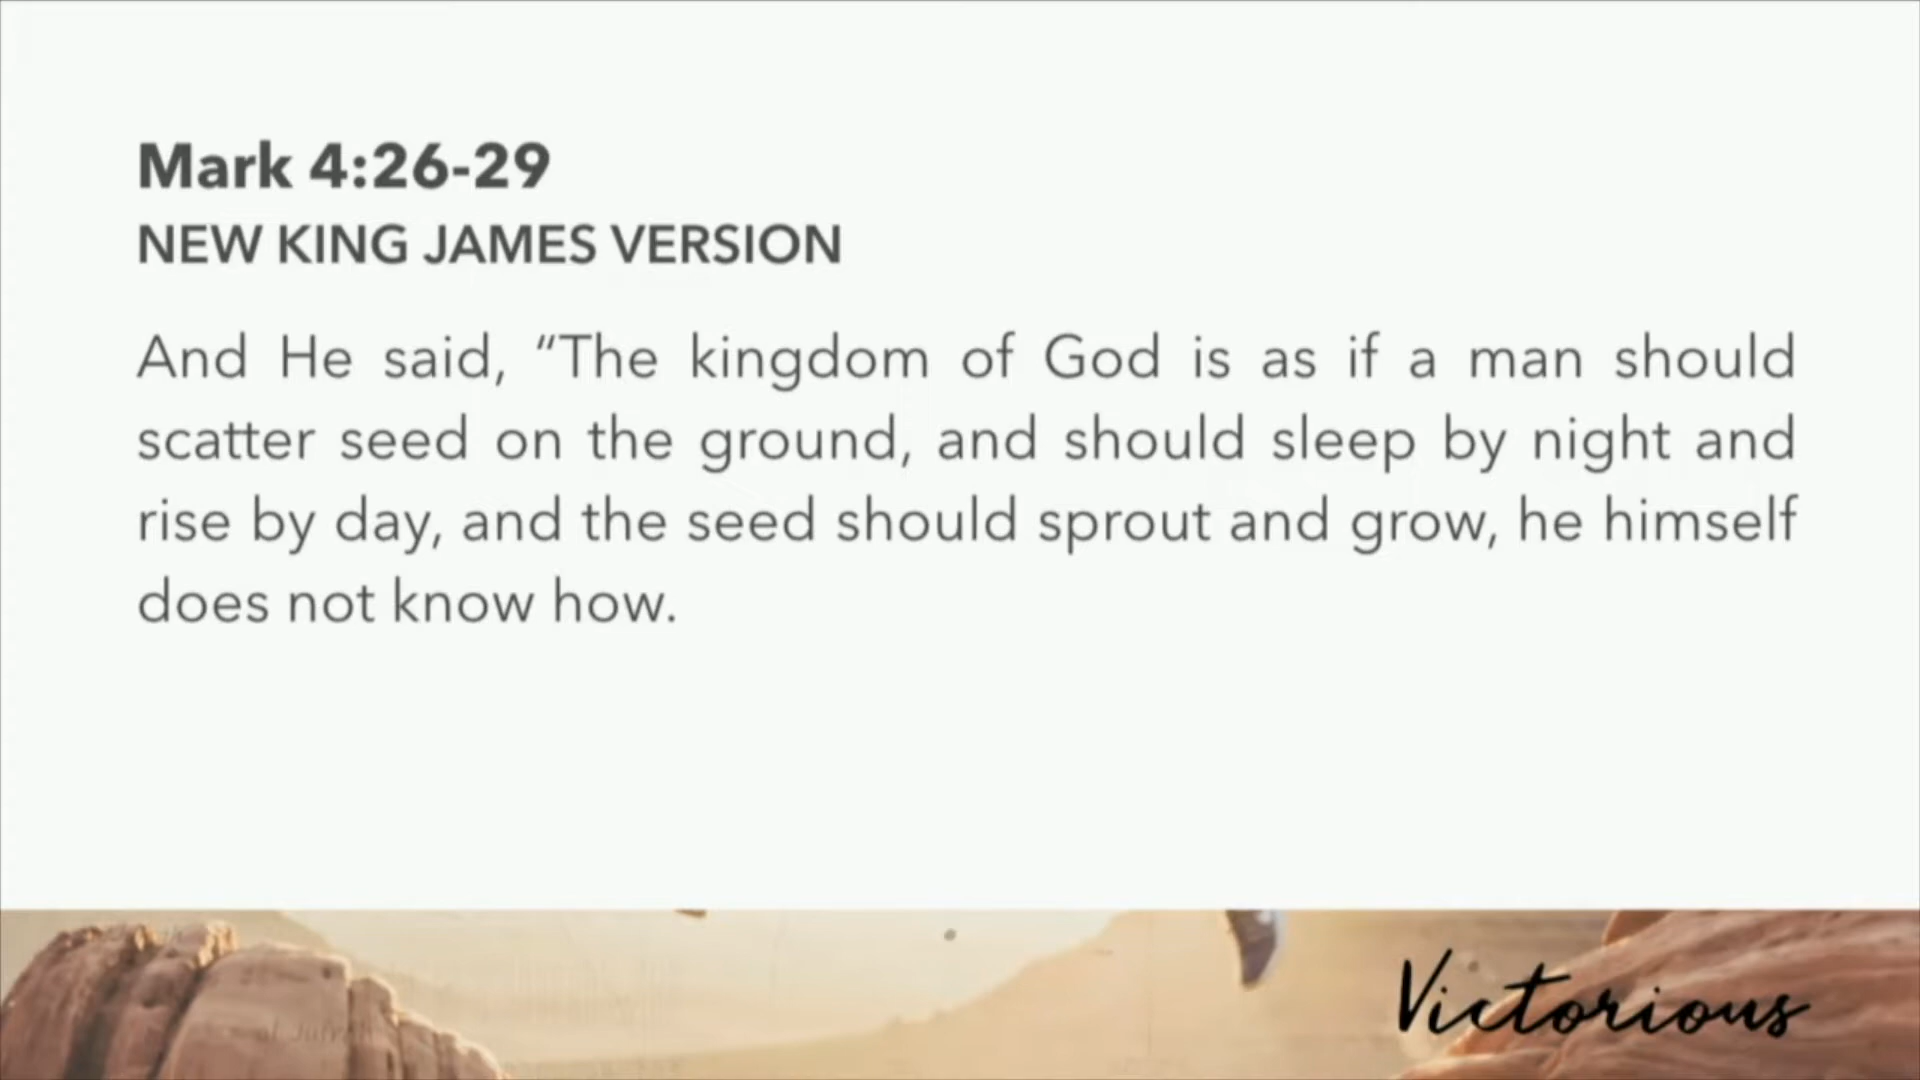 Mark 4:26-29
NEW KING JAMES VERSION
And He said, “The kingdom of God is as if a man should
scatter seed on the ground, and should sleep by night and
rise by day, and the seed should sprout and grow, he himself
does not know how.
Victorious